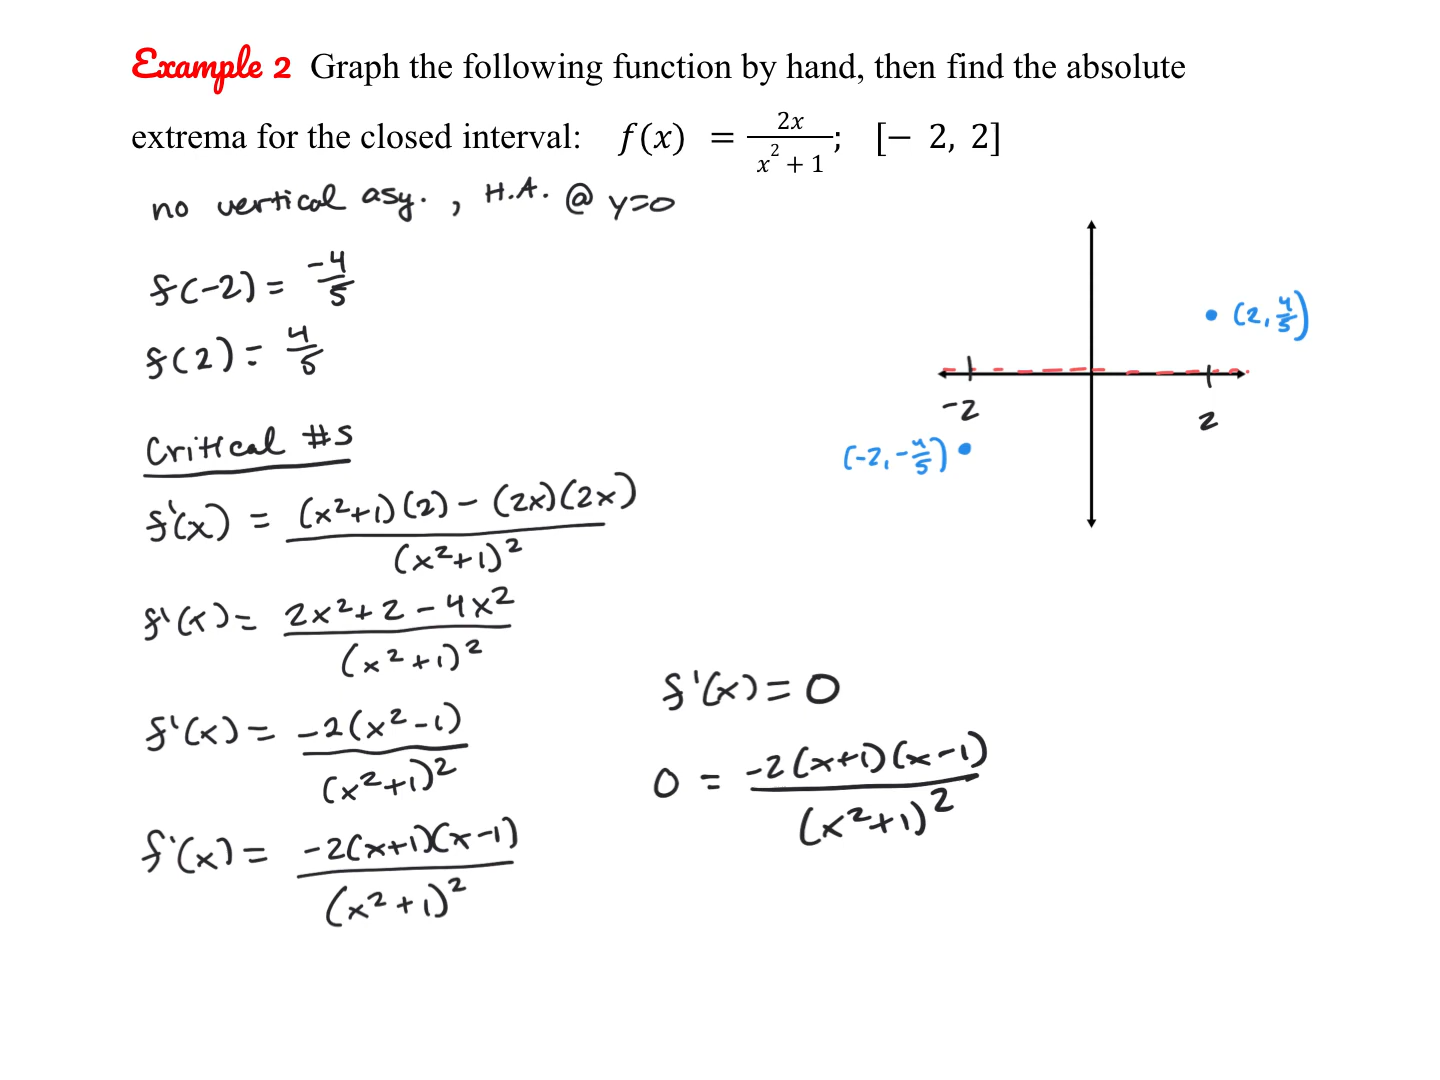 Example 2 Graph the following function by hand, then find the absolute
extrema for the closed interval: f(x) = 2x/(x² + 1); [− 2, 2]
no vertical asy. , H.A. @ y=0
f(-2) = -4/5
f(2) = 4/5
(2, 4/5)
-2
2
(-2, -4/5)
Critical #s
f'(x) = ((x²+1)(2) - (2x)(2x))/(x²+1)²
f'(x) = (2x²+2-4x²)/(x²+1)²
f'(x) = -2(x²-1)/(x²+1)²
f'(x) = -2(x+1)(x-1)/(x²+1)²
f'(x) = 0
0 = -2(x+1)(x-1)/(x²+1)²